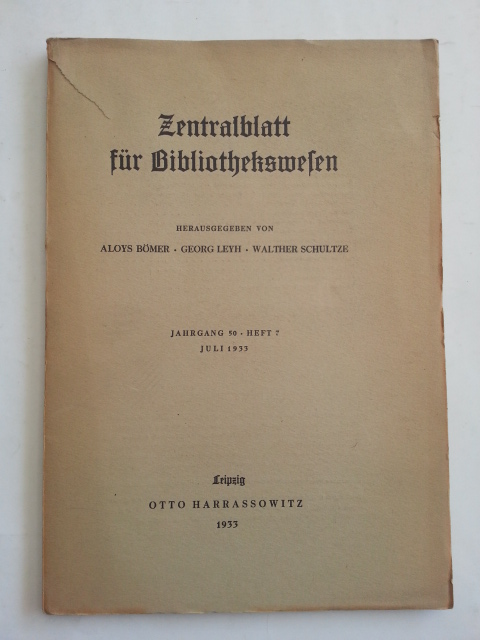 Zentralblatt
für Bibliothekswesen
HERAUSGEGEBEN VON
ALOYS BÖMER · GEORG LEYH · WALTHER SCHULTZE
JAHRGANG 50 · HEFT 7
JULI 1933
Leipzig
OTTO HARRASSOWITZ
1933